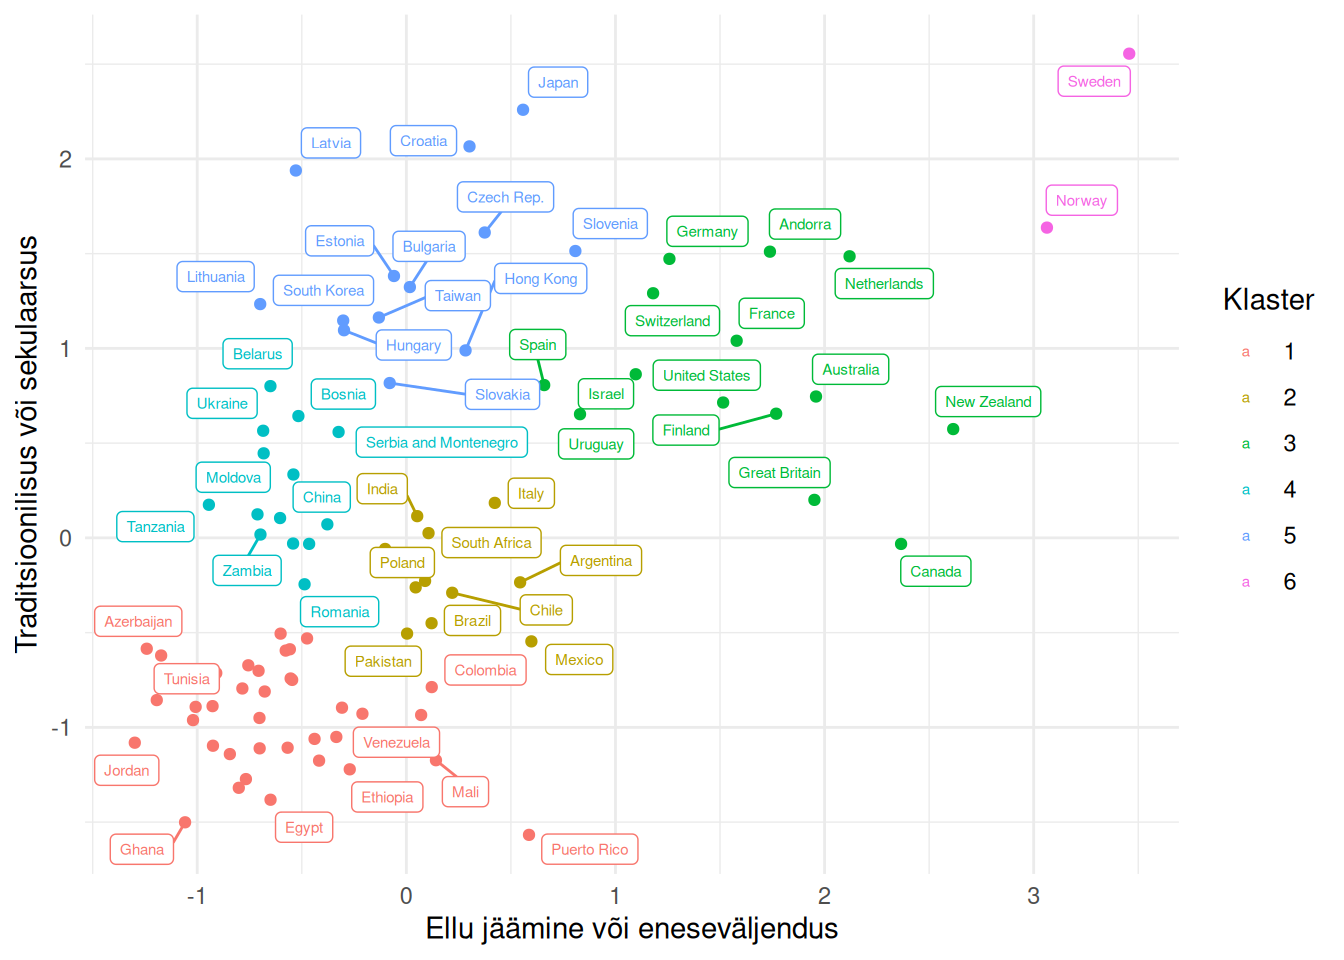 Traditsioonilisus või sekulaarsus
2
1
0
-1
Sweden
Japan
Latvia
Croatia
Czech Rep.
Norway
Slovenia
Andorra
Germany
Estonia
Bulgaria
Lithuania
Hong Kong
Netherlands
South Korea
Taiwan
France
Switzerland
Hungary
Spain
Belarus
Australia
United States
Bosnia
Slovakia
Israel
Ukraine
New Zealand
Finland
Serbia and Montenegro
Uruguay
Great Britain
Moldova
India
Italy
China
Tanzania
South Africa
Poland
Argentina
Zambia
Canada
Chile
Romania
Azerbaijan
Brazil
Pakistan
Mexico
Colombia
Tunisia
Venezuela
Jordan
Mali
Ethiopia
Egypt
Ghana
Puerto Rico
-1
0
1
2
3
Ellu jäämine või eneseväljendus
Klaster
a 1
a 2
a 3
a 4
a 5
a 6